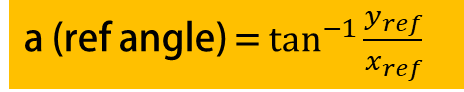 a (ref angle) = tan⁻¹ y_ref / x_ref